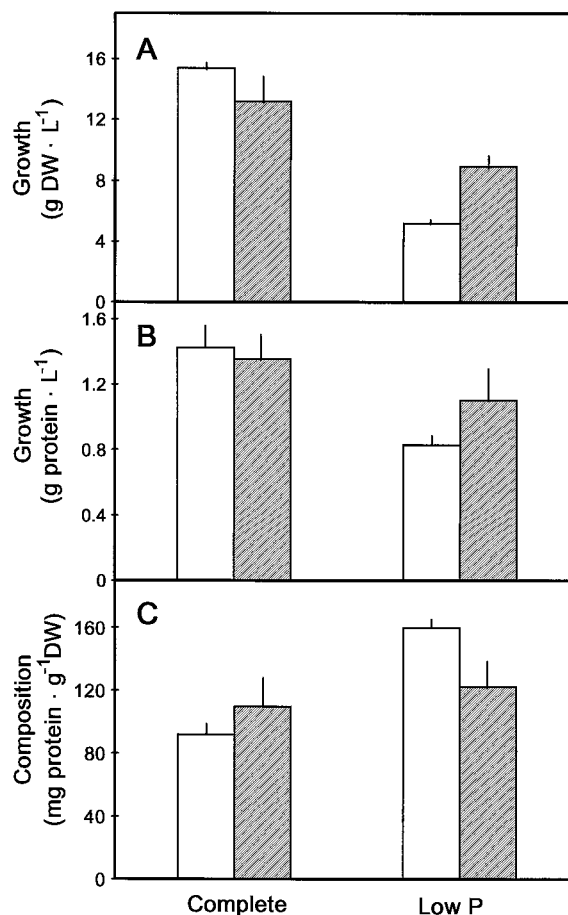 A
Growth
(g DW · L⁻¹)
16
12
8
4
0
B
Growth
(g protein · L⁻¹)
1.6
1.2
0.8
0.4
0
C
Composition
(mg protein · g⁻¹DW)
160
120
80
40
0
Complete Low P